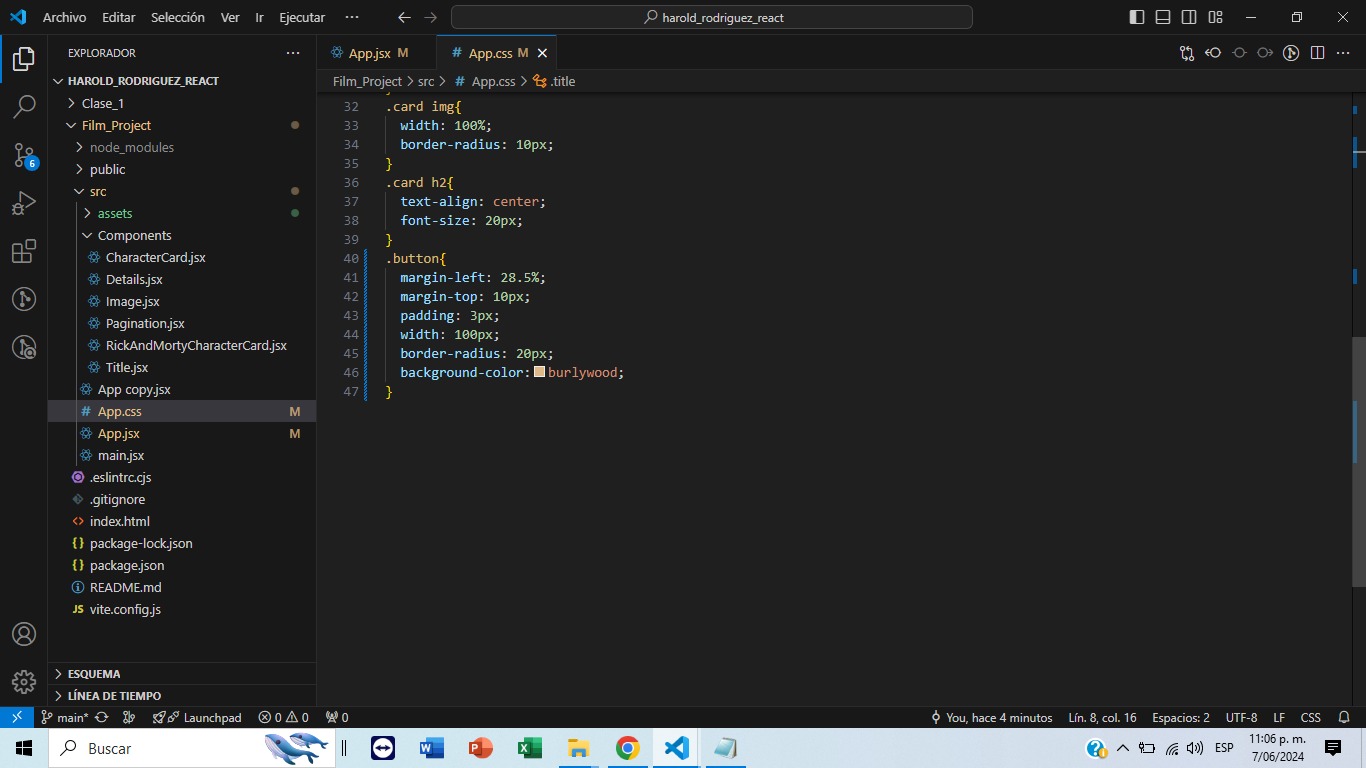 Archivo Editar Selección Ver Ir Ejecutar ··· harold_rodriguez_react
EXPLORADOR ···
HAROLD_RODRIGUEZ_REACT
Clase_1
Film_Project
node_modules
public
src
assets
Components
CharacterCard.jsx
Details.jsx
Image.jsx
Pagination.jsx
RickAndMortyCharacterCard.jsx
Title.jsx
App copy.jsx
# App.css M
App.jsx M
main.jsx
.eslintrc.cjs
.gitignore
<> index.html
{} package-lock.json
{} package.json
README.md
JS vite.config.js
ESQUEMA
LÍNEA DE TIEMPO
6
App.jsx M # App.css M
Film_Project > src > # App.css > .title
32 .card img{
33 width: 100%;
34 border-radius: 10px;
35 }
36 .card h2{
37 text-align: center;
38 font-size: 20px;
39 }
40 .button{
41 margin-left: 28.5%;
42 margin-top: 10px;
43 padding: 3px;
44 width: 100px;
45 border-radius: 20px;
46 background-color: burlywood;
47 }
main* Launchpad 0 0 0 You, hace 4 minutos Lín. 8, col. 16 Espacios: 2 UTF-8 LF CSS
Buscar ESP 11:06 p. m.
7/06/2024